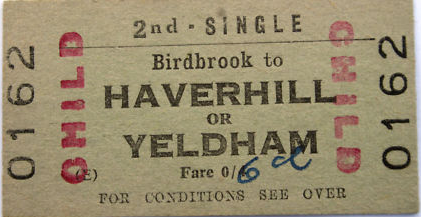 2nd - SINGLE
Birdbrook to
HAVERHILL
OR
YELDHAM
(E) Fare 0/6d
FOR CONDITIONS SEE OVER
CHILD
CHILD
0162
0162